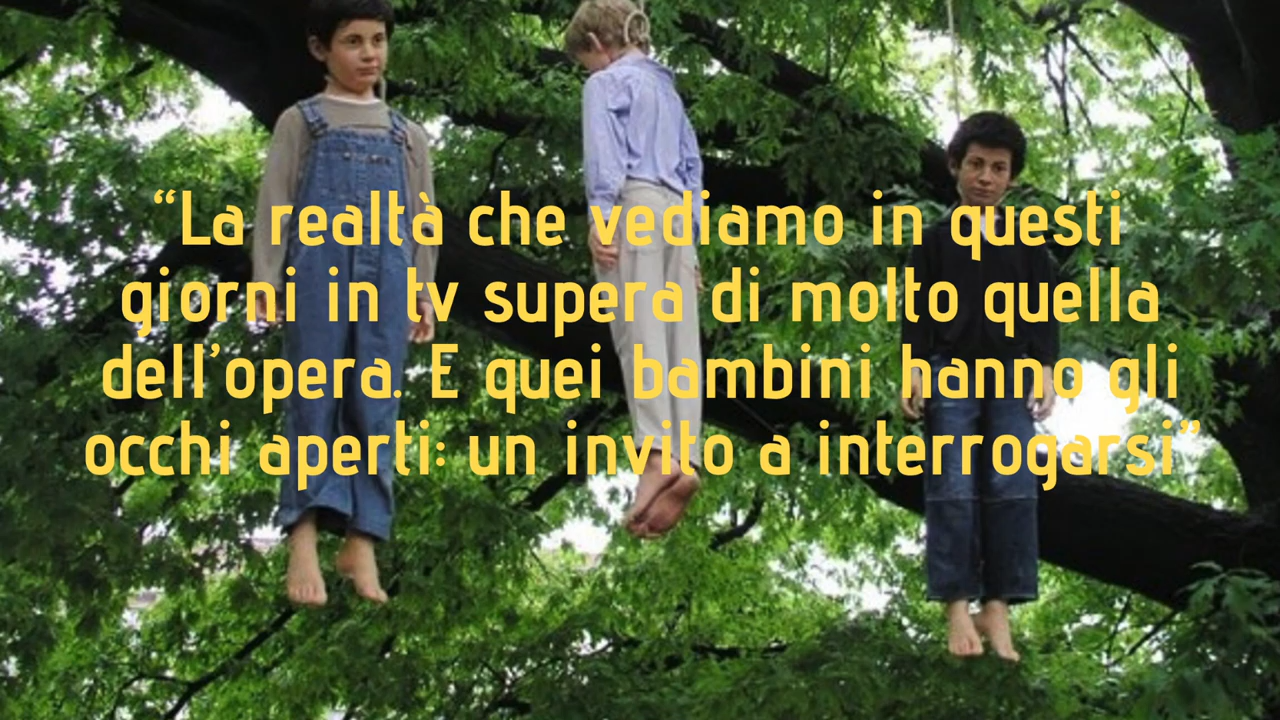 “La realtà che vediamo in questi
giorni in tv supera di molto quella
dell’opera. E quei bambini hanno gli
occhi aperti: un invito a interrogarsi”